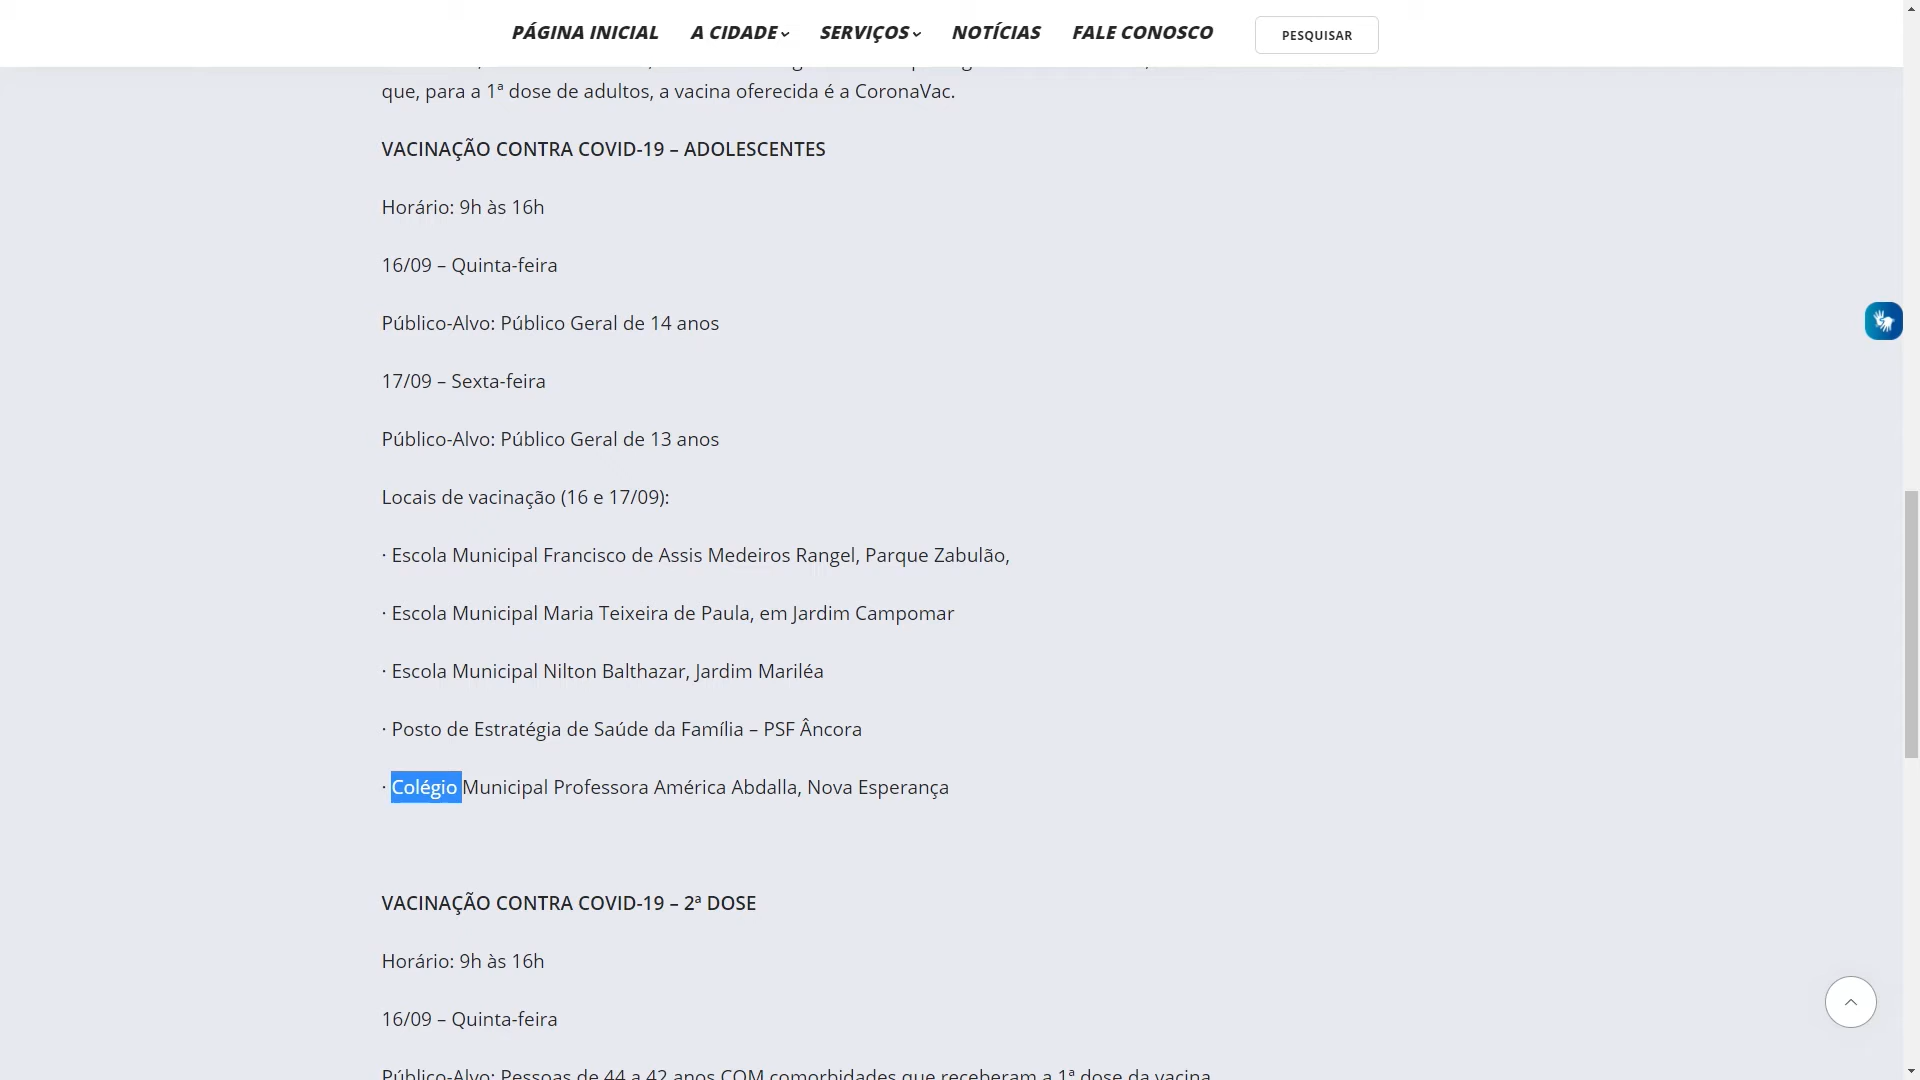 PÁGINA INICIAL A CIDADE SERVIÇOS NOTÍCIAS FALE CONOSCO PESQUISAR
que, para a 1ª dose de adultos, a vacina oferecida é a CoronaVac.
VACINAÇÃO CONTRA COVID-19 – ADOLESCENTES
Horário: 9h às 16h
16/09 – Quinta-feira
Público-Alvo: Público Geral de 14 anos
17/09 – Sexta-feira
Público-Alvo: Público Geral de 13 anos
Locais de vacinação (16 e 17/09):
· Escola Municipal Francisco de Assis Medeiros Rangel, Parque Zabulão,
· Escola Municipal Maria Teixeira de Paula, em Jardim Campomar
· Escola Municipal Nilton Balthazar, Jardim Mariléa
· Posto de Estratégia de Saúde da Família – PSF Âncora
· Colégio Municipal Professora América Abdalla, Nova Esperança
VACINAÇÃO CONTRA COVID-19 – 2ª DOSE
Horário: 9h às 16h
16/09 – Quinta-feira
Público-Alvo: Pessoas de 44 a 42 anos COM comorbidades que receberam a 1ª dose da vacina